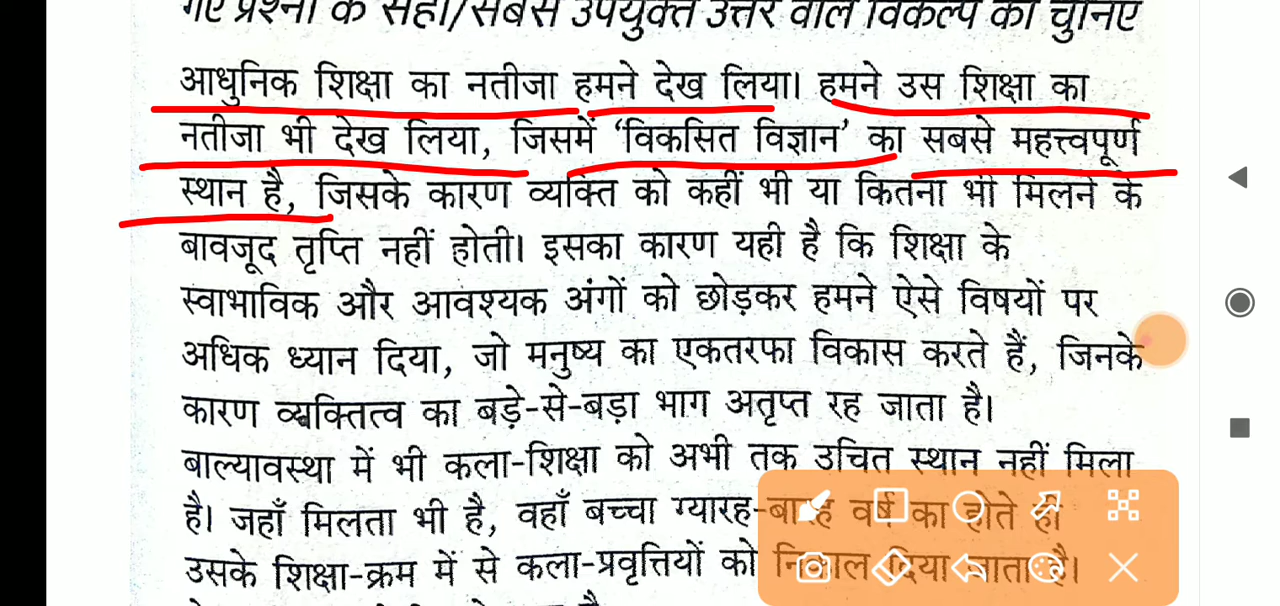 गए प्रश्नों के सही/सबसे उपयुक्त उत्तर वाले विकल्प को चुनिए
आधुनिक शिक्षा का नतीजा हमने देख लिया। हमने उस शिक्षा का
नतीजा भी देख लिया, जिसमें ‘विकसित विज्ञान’ का सबसे महत्त्वपूर्ण
स्थान है, जिसके कारण व्यक्ति को कहीं भी या कितना भी मिलने के
बावजूद तृप्ति नहीं होती। इसका कारण यही है कि शिक्षा के
स्वाभाविक और आवश्यक अंगों को छोड़कर हमने ऐसे विषयों पर
अधिक ध्यान दिया, जो मनुष्य का एकतरफा विकास करते हैं, जिनके
कारण व्यक्तित्व का बड़े-से-बड़ा भाग अतृप्त रह जाता है।
बाल्यावस्था में भी कला-शिक्षा को अभी तक उचित स्थान नहीं मिला
है। जहाँ मिलता भी है, वहाँ बच्चा ग्यारह-बारह वर्ष का होते ही
उसके शिक्षा-क्रम में से कला-प्रवृत्तियों को निकाल दिया जाता है।